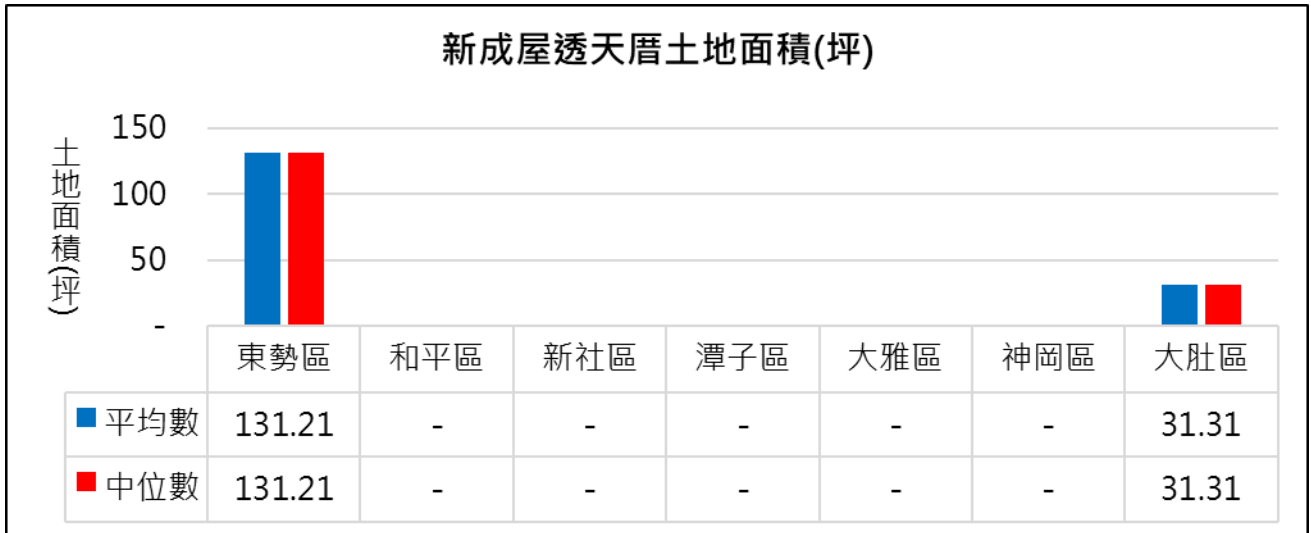 新成屋透天厝土地面積(坪)
土地面積(坪)
150
100
50
-
東勢區 和平區 新社區 潭子區 大雅區 神岡區 大肚區
平均數 131.21 - - - - - 31.31
中位數 131.21 - - - - - 31.31